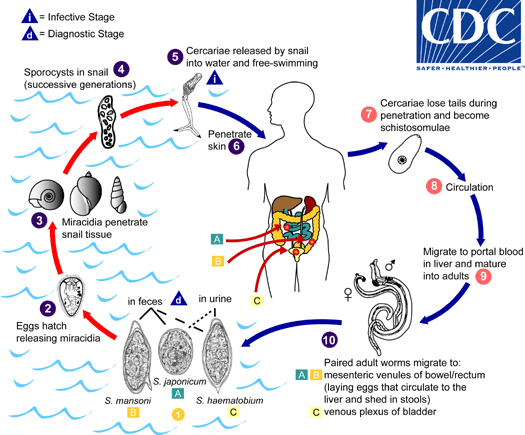 i = Infective Stage
d = Diagnostic Stage
CDC
SAFER • HEALTHIER • PEOPLE™
4
Sporocysts in snail
(successive generations)
5
Cercariae released by snail
into water and free-swimming
i
Penetrate
skin 6
7
Cercariae lose tails during
penetration and become
schistosomulae
8 Circulation
3
Miracidia penetrate
snail tissue
A
B
C
Migrate to portal blood
in liver and mature
into adults 9
♀
♂
2
Eggs hatch
releasing miracidia
in feces
d
in urine
S. japonicum
A
S. mansoni
B
1
S. haematobium
C
10
Paired adult worms migrate to:
A B mesenteric venules of bowel/rectum
(laying eggs that circulate to the
liver and shed in stools)
C venous plexus of bladder